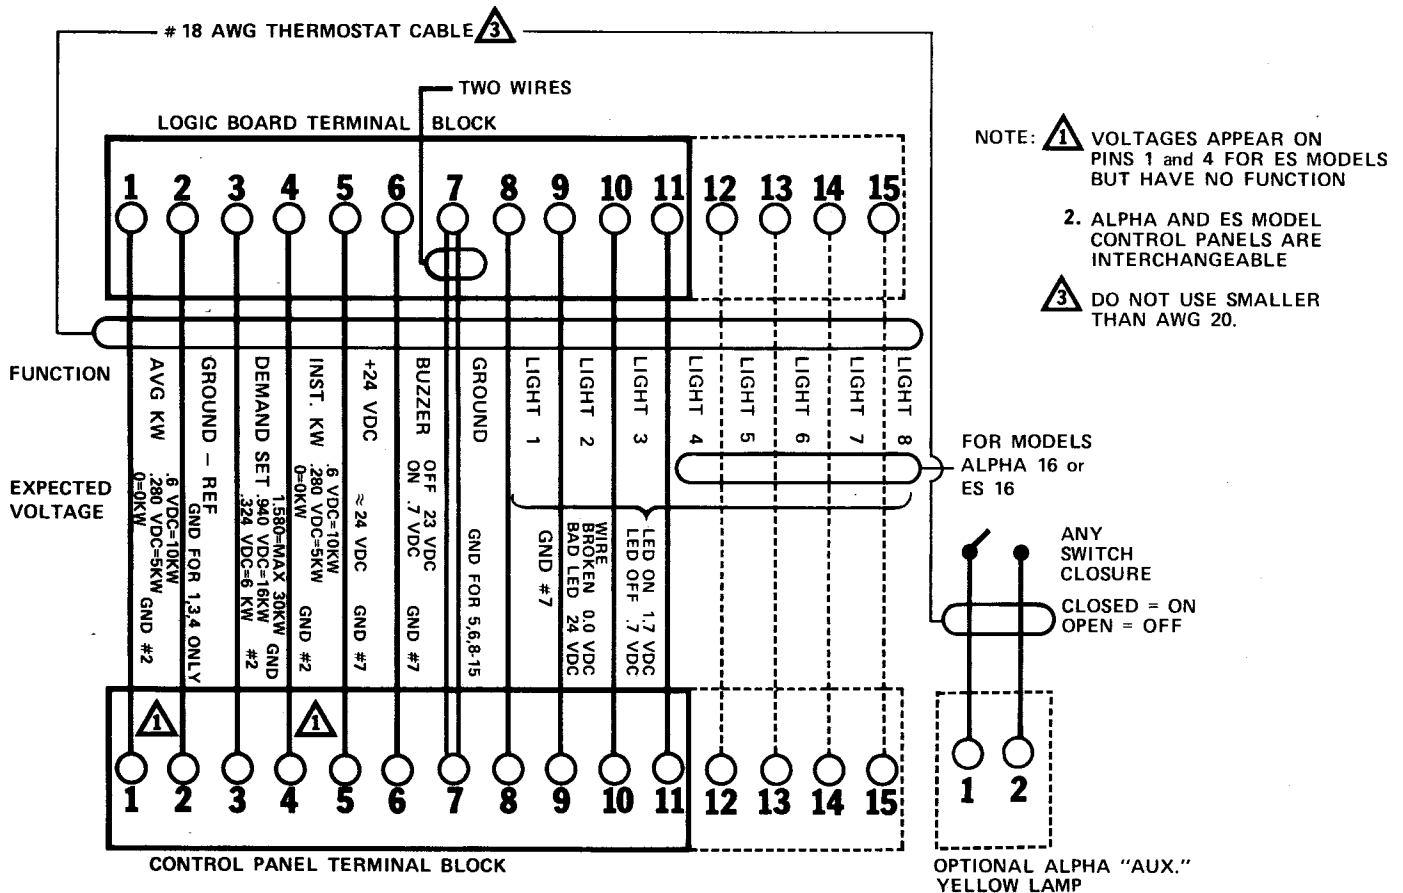 # 18 AWG THERMOSTAT CABLE 3
TWO WIRES
LOGIC BOARD TERMINAL BLOCK
1 2 3 4 5 6 7 8 9 10 11 12 13 14 15
NOTE: 1 VOLTAGES APPEAR ON
PINS 1 and 4 FOR ES MODELS
BUT HAVE NO FUNCTION
2. ALPHA AND ES MODEL
CONTROL PANELS ARE
INTERCHANGEABLE
3 DO NOT USE SMALLER
THAN AWG 20.
FUNCTION
EXPECTED
VOLTAGE
AVG KW
.6 VDC=10KW
.280 VDC=5KW
0=0KW
GND #2
GROUND – REF
GND FOR 1,3,4 ONLY
DEMAND SET
1.580=MAX 30KW GND
.940 VDC=16KW
.324 VDC=6 KW
#2
INST. KW
.6 VDC=10KW
.280 VDC=5KW
0=0KW
GND #2
+24 VDC
≈ 24 VDC
GND #7
BUZZER
OFF 23 VDC
ON .7 VDC
GND #7
GROUND
GND FOR 5,6,8-15
LIGHT 1
LIGHT 2
LIGHT 3
LIGHT 4
LIGHT 5
LIGHT 6
LIGHT 7
LIGHT 8
GND #7
WIRE
BROKEN 0.0 VDC
BAD LED 24 VDC
LED ON 1.7 VDC
LED OFF .7 VDC
FOR MODELS
ALPHA 16 or
ES 16
ANY
SWITCH
CLOSURE
CLOSED = ON
OPEN = OFF
1 1
1 2 3 4 5 6 7 8 9 10 11 12 13 14 15
CONTROL PANEL TERMINAL BLOCK
1 2
OPTIONAL ALPHA "AUX."
YELLOW LAMP